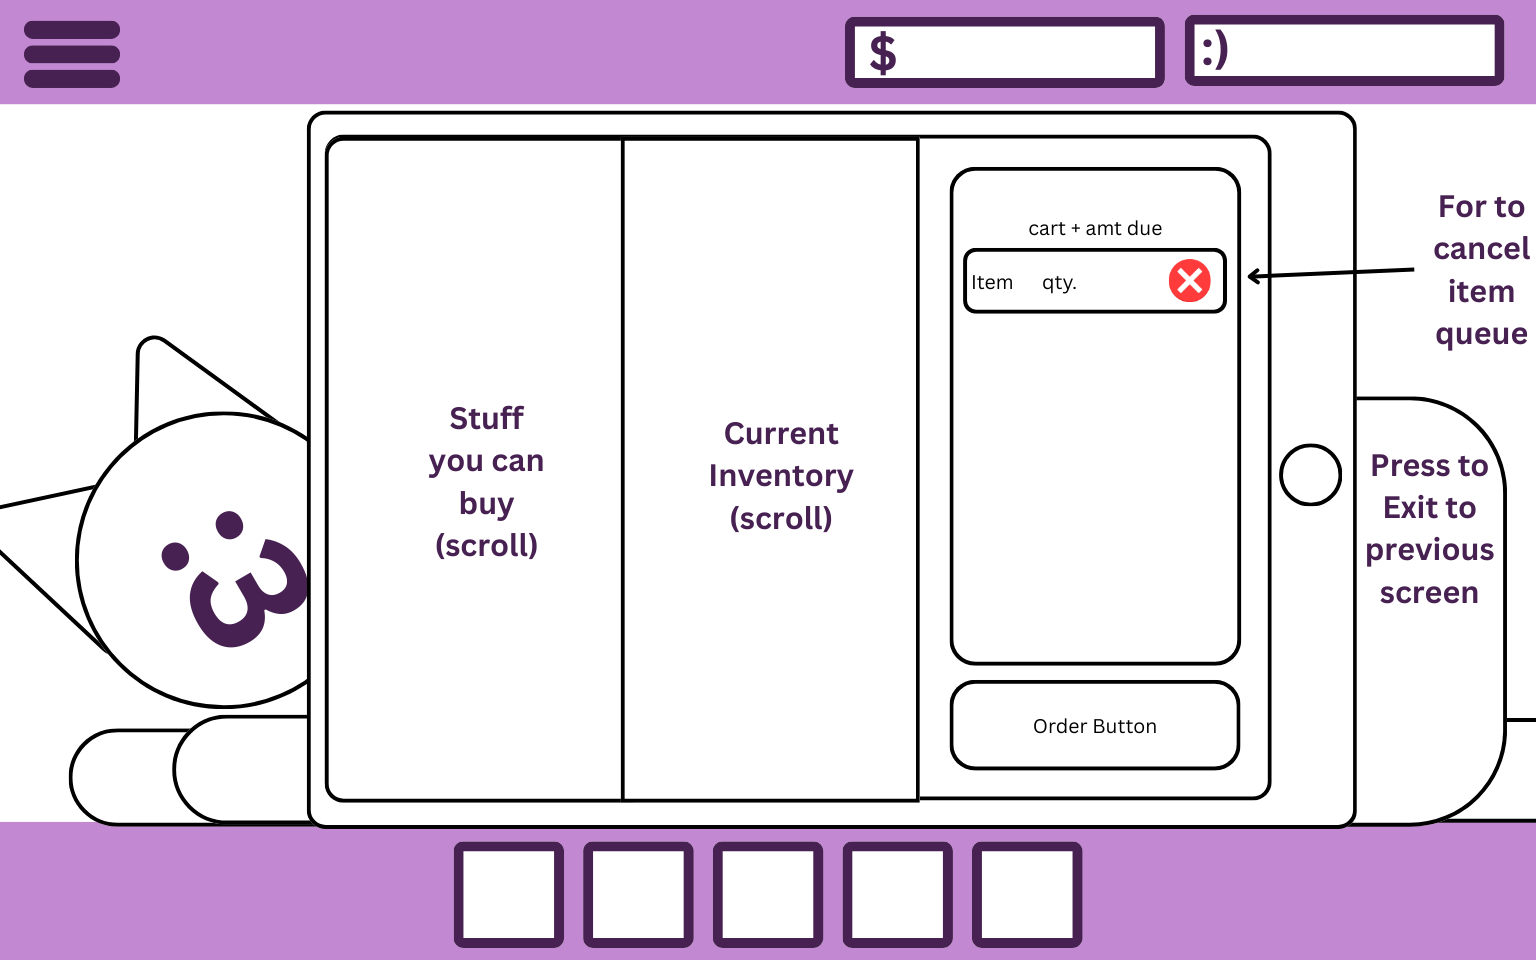 $
:)
cart + amt due
Item qty.
For to
cancel
item
queue
Stuff
you can
buy
(scroll)
Current
Inventory
(scroll)
Press to
Exit to
previous
screen
:3
Order Button